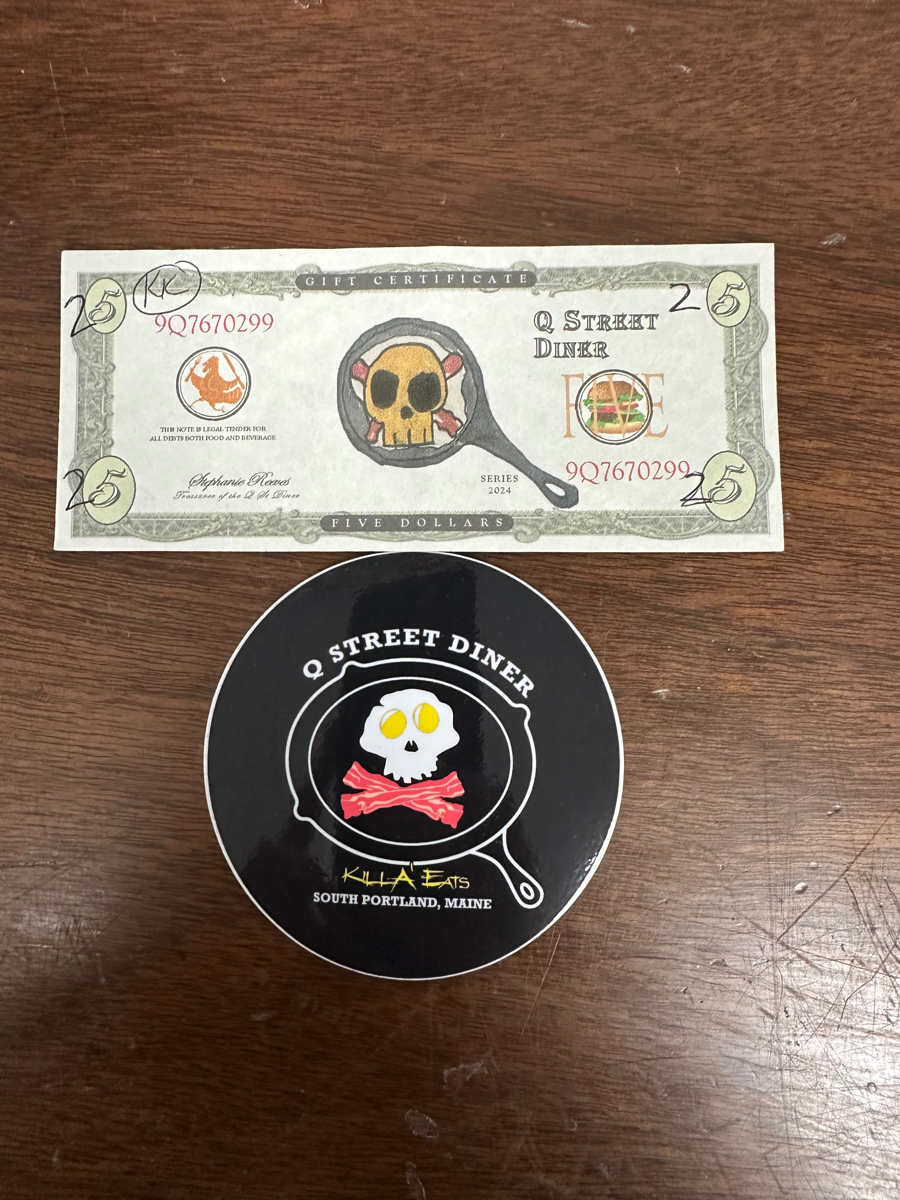 GIFT CERTIFICATE
25
KK
2 5
9Q7670299
Q STREET
DINER
FIVE
THIS NOTE IS LEGAL TENDER FOR
ALL DEBTS BOTH FOOD AND BEVERAGE
9Q7670299
25
Stephanie Reeves
Treasurer of the Q St Diner
SERIES
2024
25
FIVE DOLLARS
Q STREET DINER
KILLA' EATS
SOUTH PORTLAND, MAINE